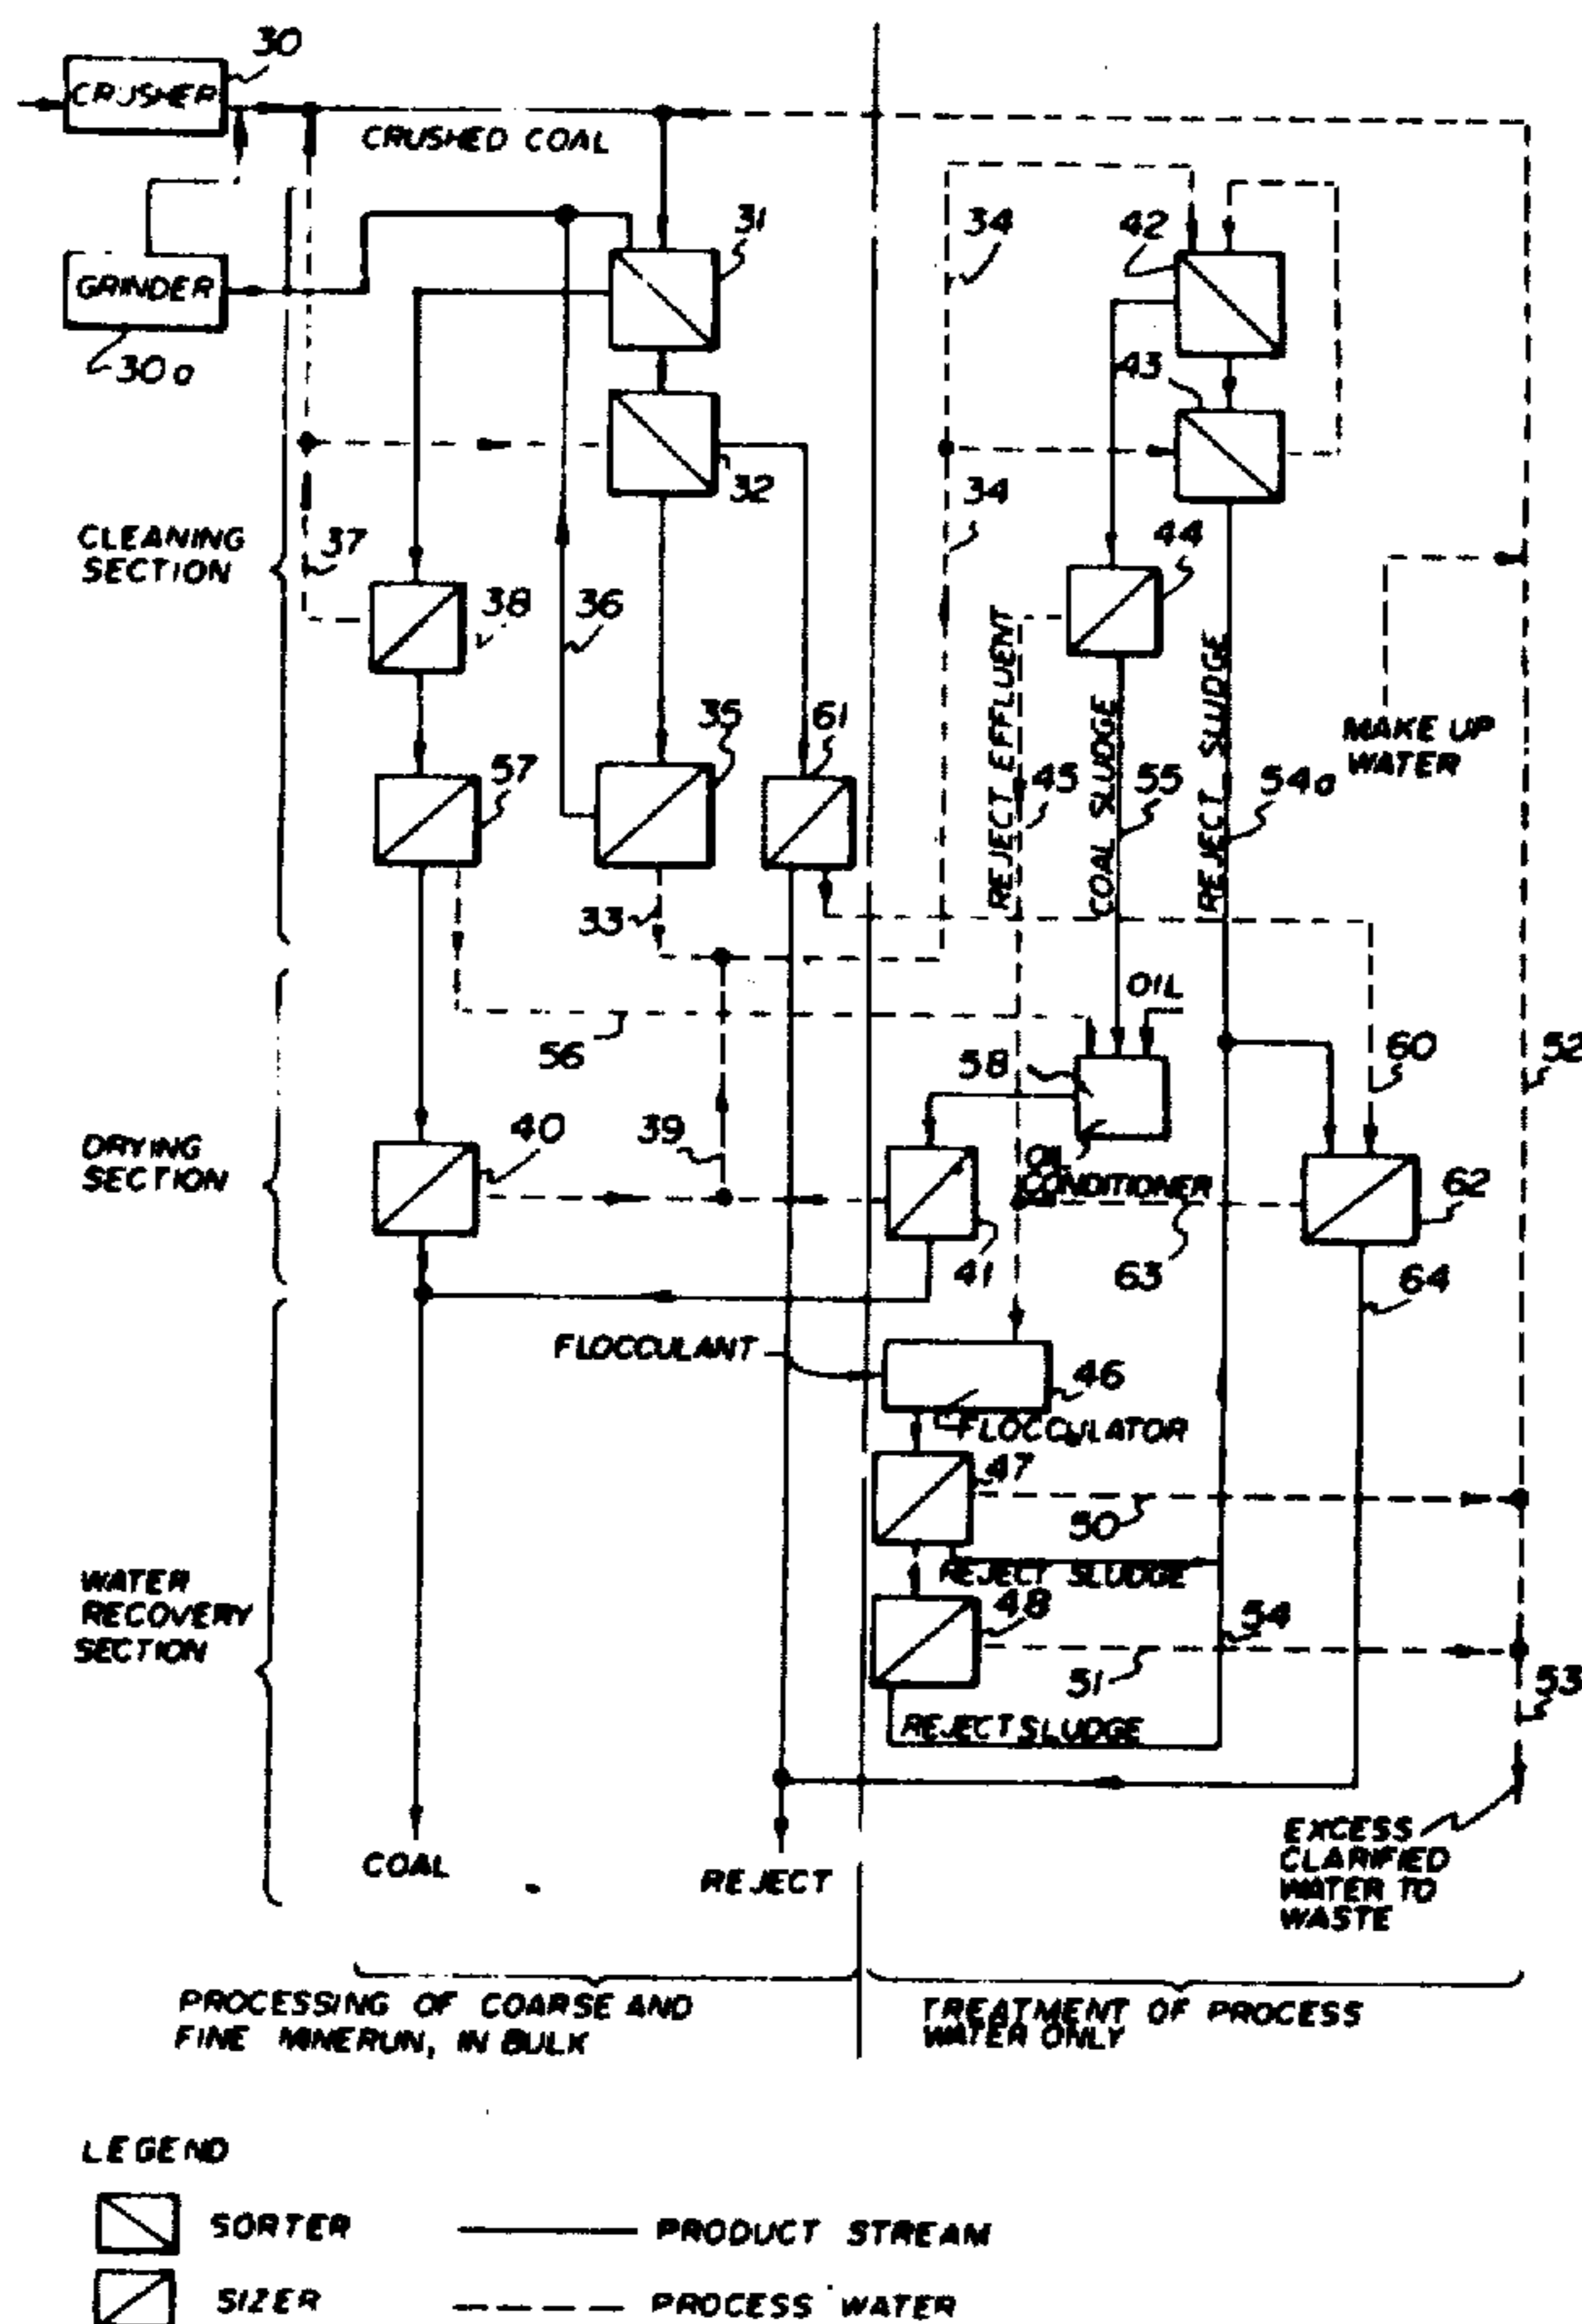 30
CRUSHER
CRUSHED COAL
31
34
42
GRINDER
30a
43
32
34
CLEANING
SECTION
37
44
38
36
REJECT EFFLUENT
REJECT SLUDGE
35
61
COAL SLUDGE
MAKE UP
WATER
57
45
55
54a
33
OIL
56
58
60
52
DRYING
SECTION
40
39
OIL
CONDITIONER
62
41
63
64
FLOCCULANT
46
FLOCCULATOR
47
50
REJECT SLUDGE
WATER
RECOVERY
SECTION
48
54
51
53
REJECT SLUDGE
COAL
REJECT
EXCESS
CLARIFIED
WATER TO
WASTE
PROCESSING OF COARSE AND
FINE MINERUN, IN BULK
TREATMENT OF PROCESS
WATER ONLY
LEGEND
SORTER
PRODUCT STREAM
SIZER
PROCESS WATER